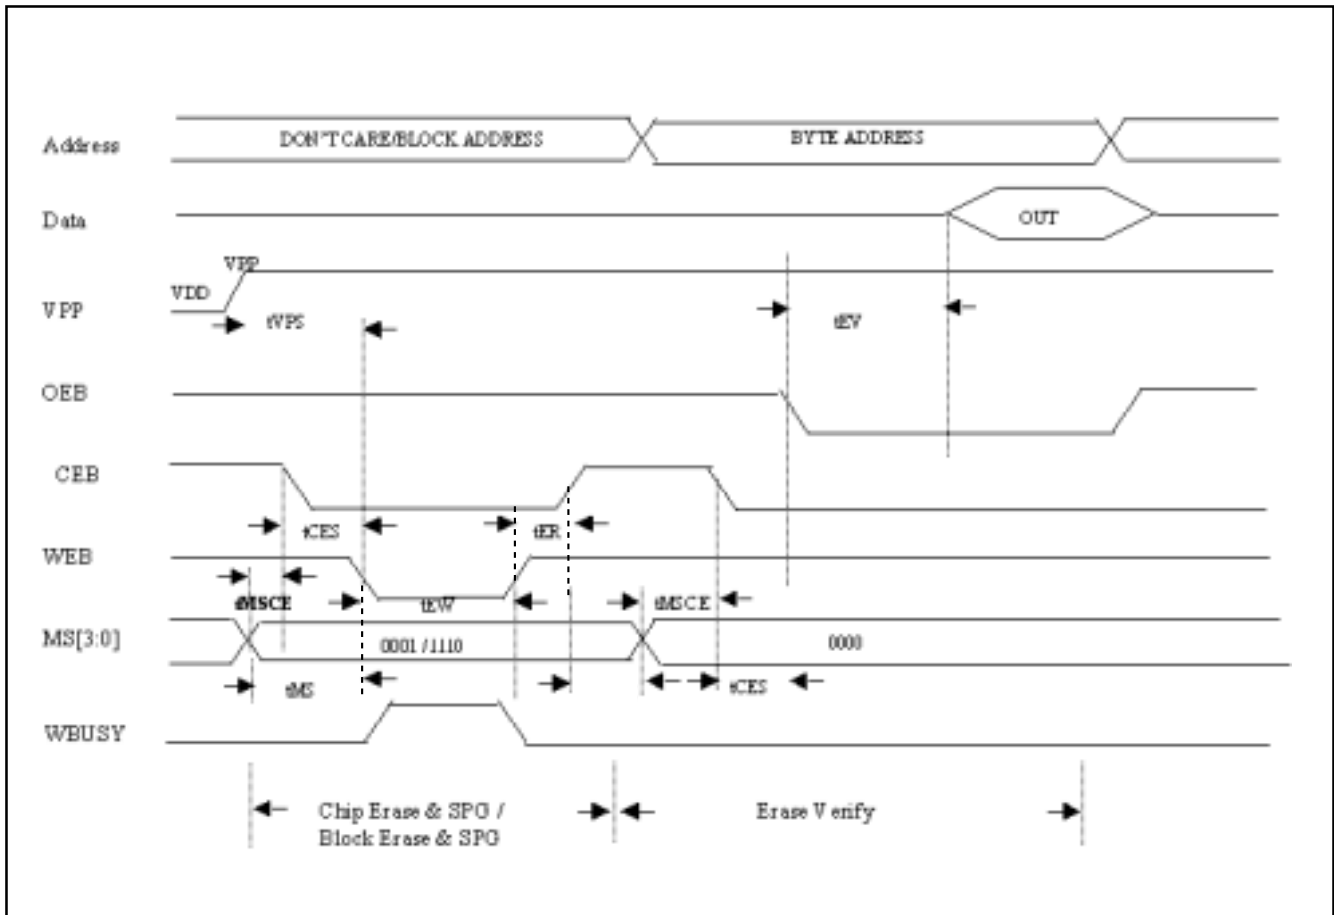 Address
DON'T CARE/BLOCK ADDRESS
BYTE ADDRESS
Data
OUT
VPP
VDD
VPP
tVPS
tEV
OEB
CEB
tCES
tER
WEB
tMSCE
tEW
tMSCE
MS[3:0]
0001 / 1110
0000
tMS
tCES
WBUSY
Chip Erase & SPG /
Block Erase & SPG
Erase Verify